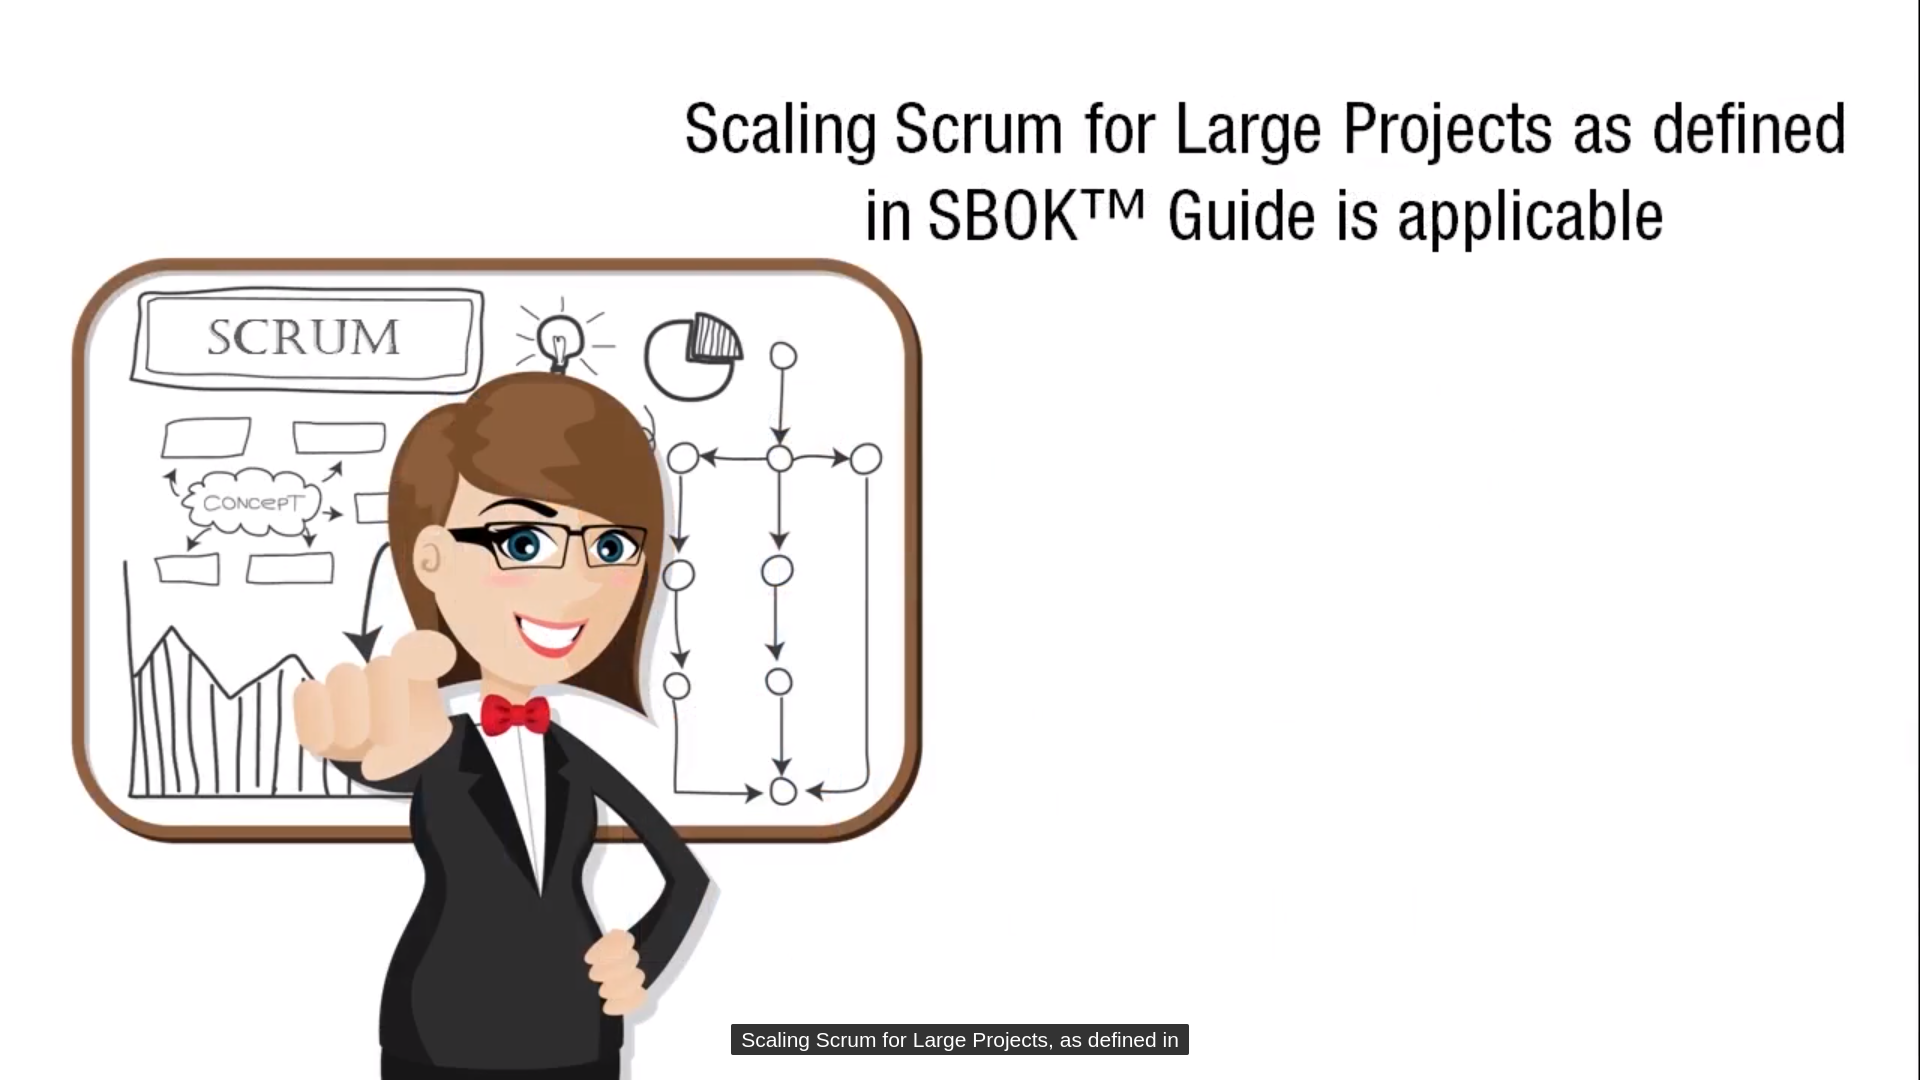 Scaling Scrum for Large Projects as defined
in SBOK™ Guide is applicable
SCRUM
CONCEPT
Scaling Scrum for Large Projects, as defined in